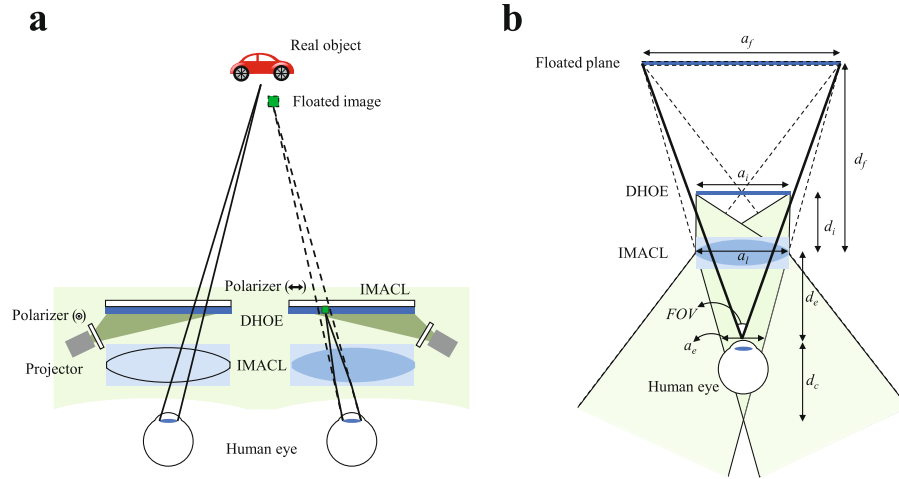 a
Real object
Floated image
Polarizer (↔)
IMACL
Polarizer (⊙)
DHOE
Projector
IMACL
Human eye
b
a_f
Floated plane
d_f
a_i
DHOE
d_i
IMACL
a_l
d_e
FOV
a_e
Human eye
d_c